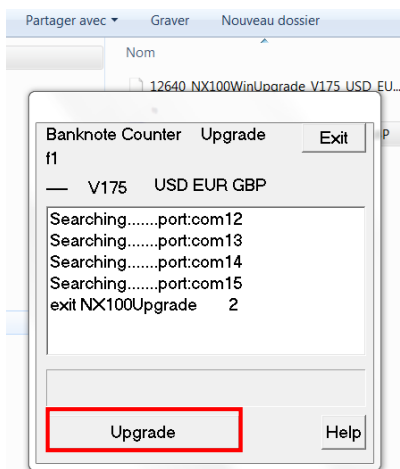 Partager avec Graver Nouveau dossier
Nom
12640_NX100WinUpgrade_V175_USD_EU...
Banknote Counter Upgrade Exit
f1
P
— V175 USD EUR GBP
Searching.......port:com12
Searching.......port:com13
Searching.......port:com14
Searching.......port:com15
exit NX100Upgrade 2
Upgrade Help